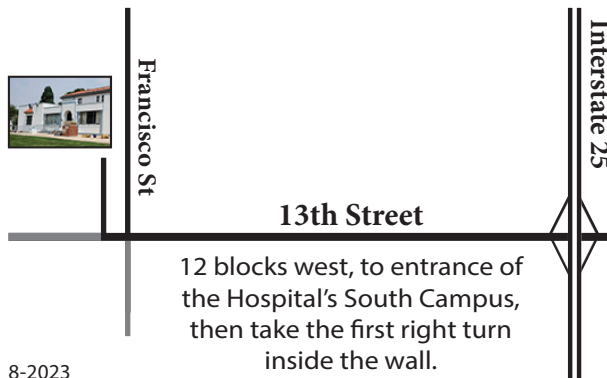 Francisco St
Interstate 25
13th Street
12 blocks west, to entrance of
the Hospital’s South Campus,
then take the first right turn
inside the wall.
8-2023